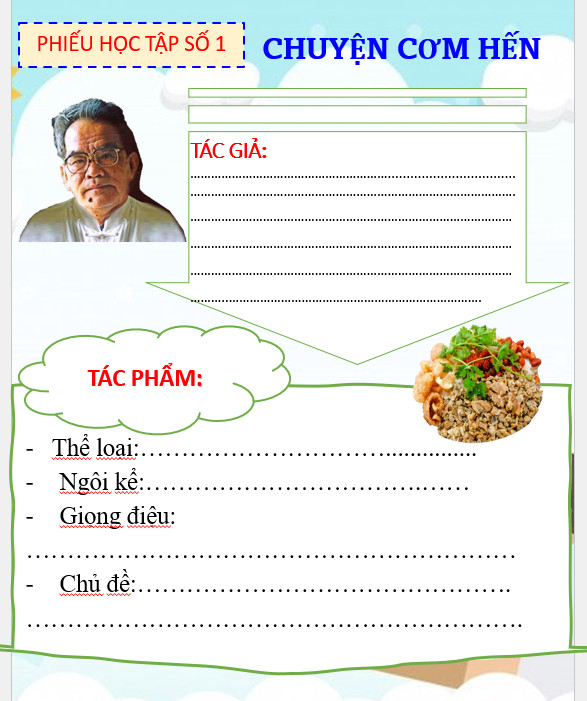 PHIẾU HỌC TẬP SỐ 1
CHUYỆN CƠM HẾN
TÁC GIẢ:
TÁC PHẨM:
- Thể loại:……………………………................
- Ngôi kể:…………………………….……
- Giọng điệu:
……………………………………………………
- Chủ đề:……………………………………….
…………………………………………………….